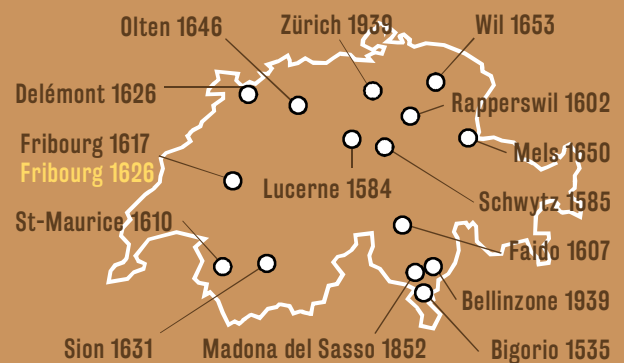 Olten 1646
Zürich 1939
Wil 1653
Delémont 1626
Rapperswil 1602
Fribourg 1617
Fribourg 1626
Mels 1650
Lucerne 1584
Schwytz 1585
St-Maurice 1610
Faido 1607
Bellinzone 1939
Sion 1631
Madona del Sasso 1852
Bigorio 1535